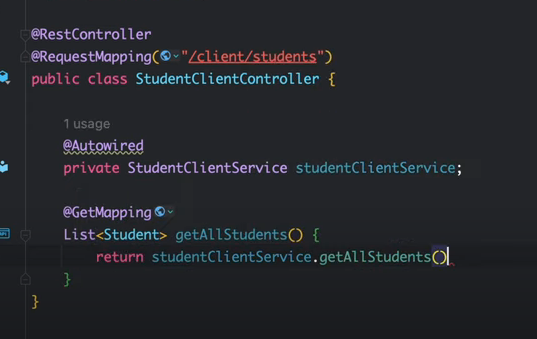 @RestController
@RequestMapping("/client/students")
public class StudentClientController {
1 usage
@Autowired
private StudentClientService studentClientService;
@GetMapping
List<Student> getAllStudents() {
return studentClientService.getAllStudents()
}
}